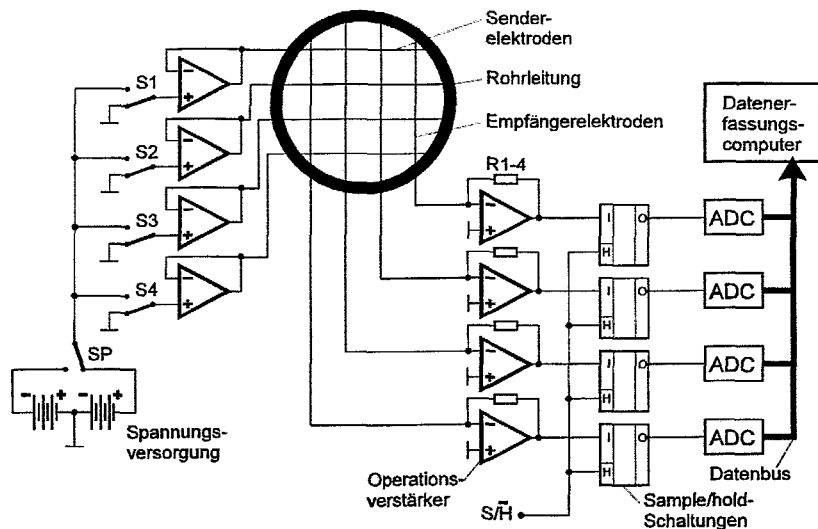 Sender-
elektroden
S1
Rohrleitung
Datener-
fassungs-
computer
Empfängerelektroden
S2
R1-4
S3
I O ADC
H
S4
I O ADC
H
SP
I O ADC
H
- + - +
Spannungs-
versorgung
I O ADC
H
Operations-
verstärker
Datenbus
S/H̄
Sample/hold-
Schaltungen
- +
- +
- +
- +
- +
- +
- +
- +